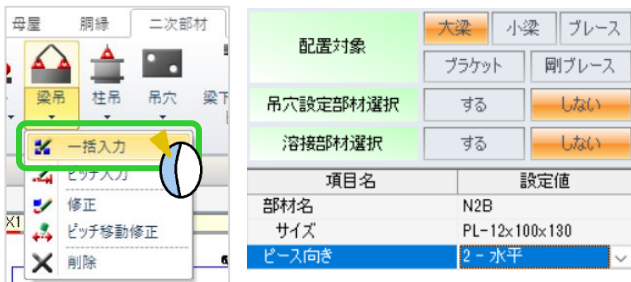 母屋 胴縁 二次部材
梁吊 柱吊 吊穴 梁下
一括入力
ピッチ入力
修正
ピッチ移動修正
削除
X1
配置対象 大梁 小梁 ブレース
ブラケット 剛ブレース
吊穴設定部材選択 する しない
溶接部材選択 する しない
項目名 設定値
部材名 N2B
サイズ PL-12x100x130
ピース向き 2 - 水平